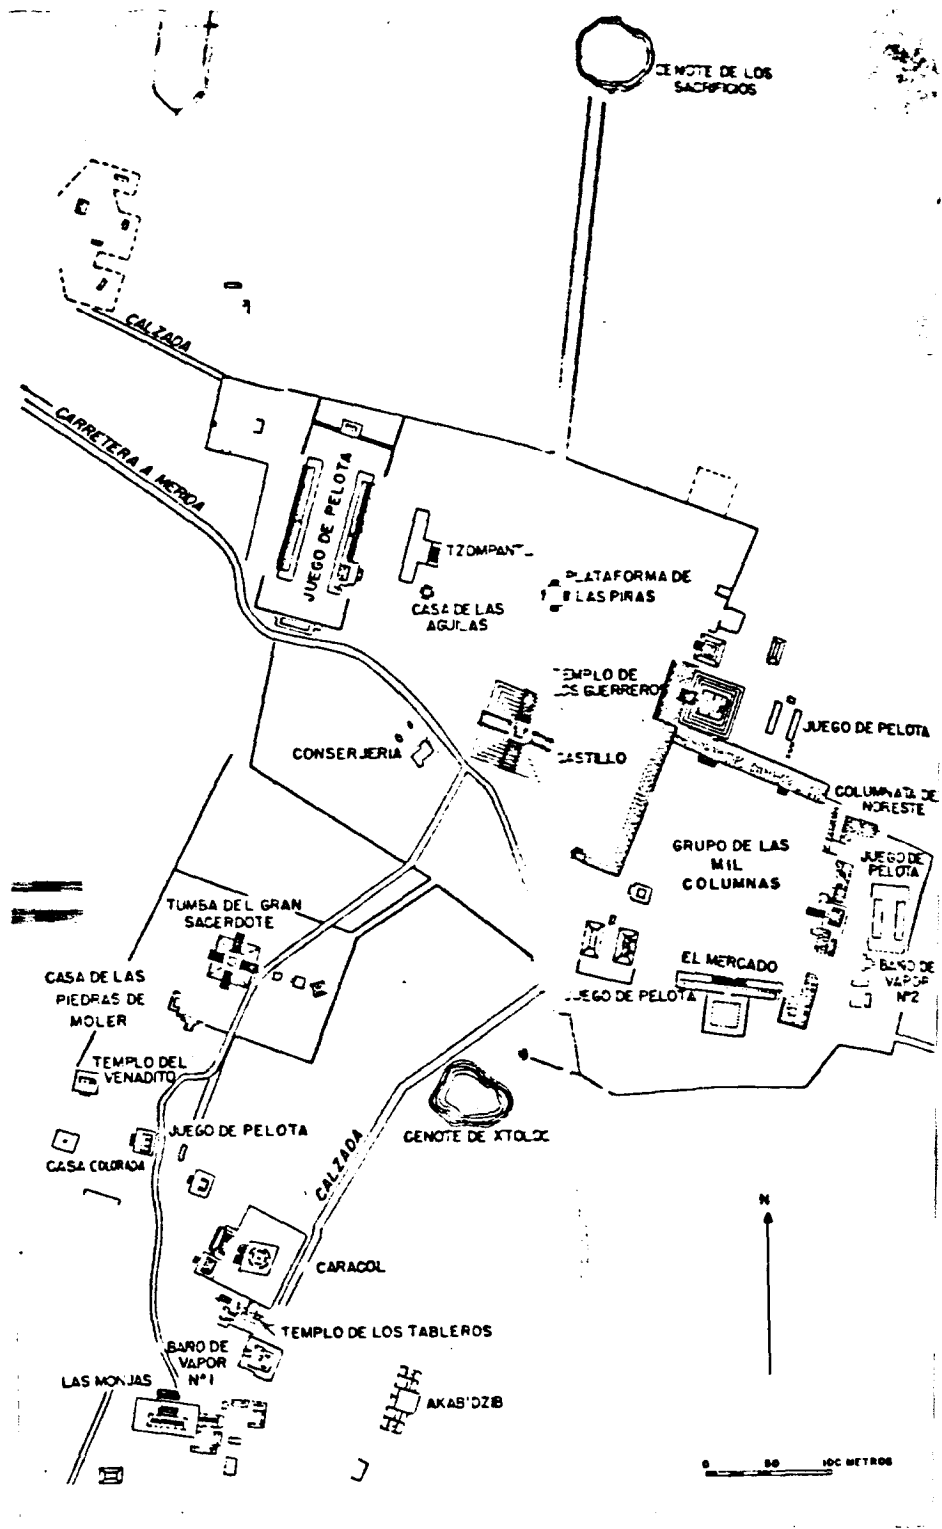 CENOTE DE LOS
SACRIFICIOS
CALZADA
CARRETERA A MERIDA
JUEGO DE PELOTA
TZOMPANTL
PLATAFORMA DE
LAS PIÑAS
CASA DE LAS
AGUILAS
TEMPLO DE
LOS GUERREROS
JUEGO DE PELOTA
CONSERJERIA
CASTILLO
COLUMNATA DE
NORESTE
GRUPO DE LAS
MIL
COLUMNAS
JUEGO DE
PELOTA
TUMBA DEL GRAN
SACERDOTE
EL MERCADO
BAÑO DE
VAPOR
Nº2
CASA DE LAS
PIEDRAS DE
MOLER
JUEGO DE PELOTA
TEMPLO DEL
VENADITO
JUEGO DE PELOTA
CENOTE DE XTOLOC
CASA COLORADA
CALZADA
N
CARACOL
TEMPLO DE LOS TABLEROS
BAÑO DE
VAPOR
Nº1
LAS MONJAS
AKAB'DZIB
0 50 100 METROS